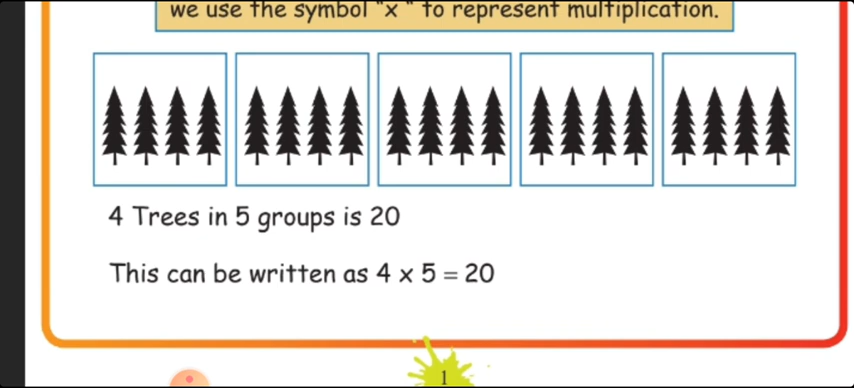 we use the symbol "x " to represent multiplication.
4 Trees in 5 groups is 20
This can be written as 4 x 5 = 20
1